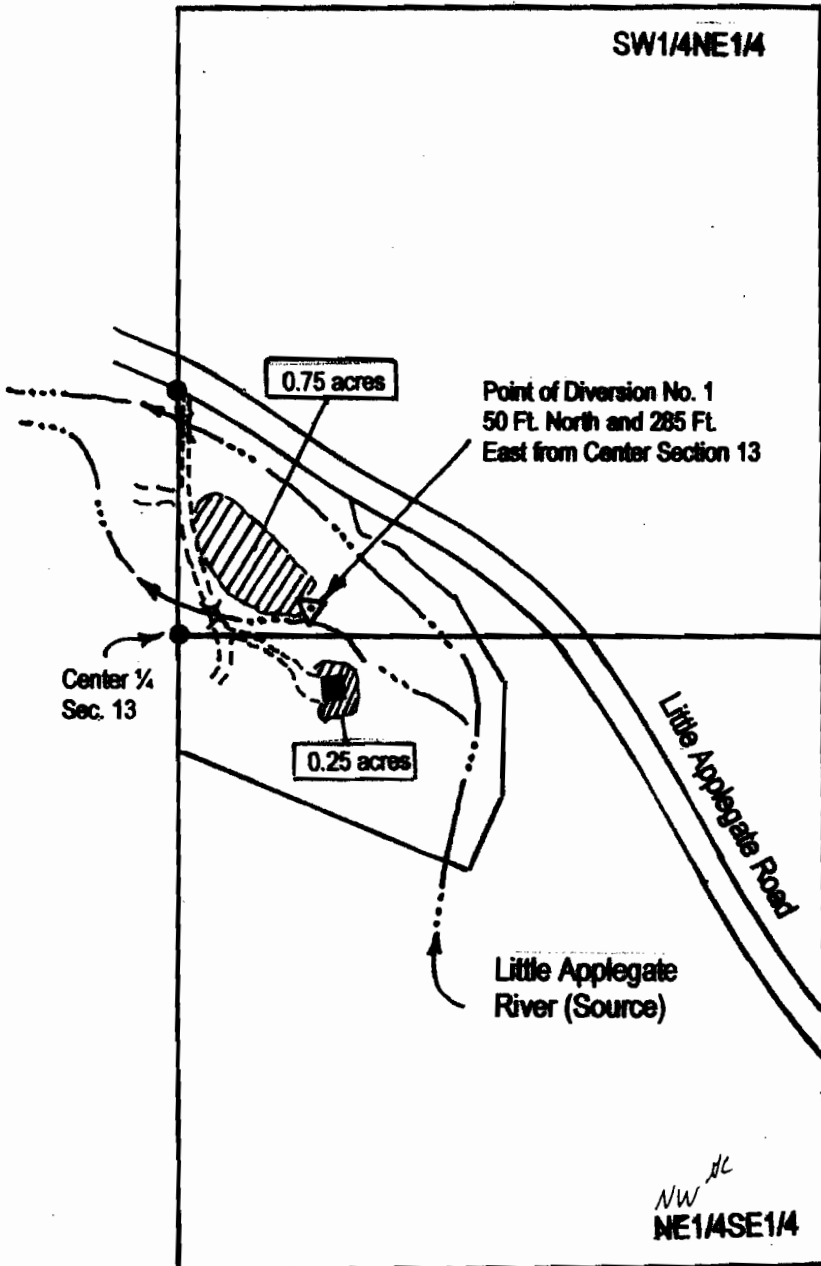 SW1/4NE1/4
0.75 acres
Point of Diversion No. 1
50 Ft. North and 285 Ft.
East from Center Section 13
Center ¼
Sec. 13
0.25 acres
Little Applegate Road
Little Applegate
River (Source)
NW
NE1/4SE1/4